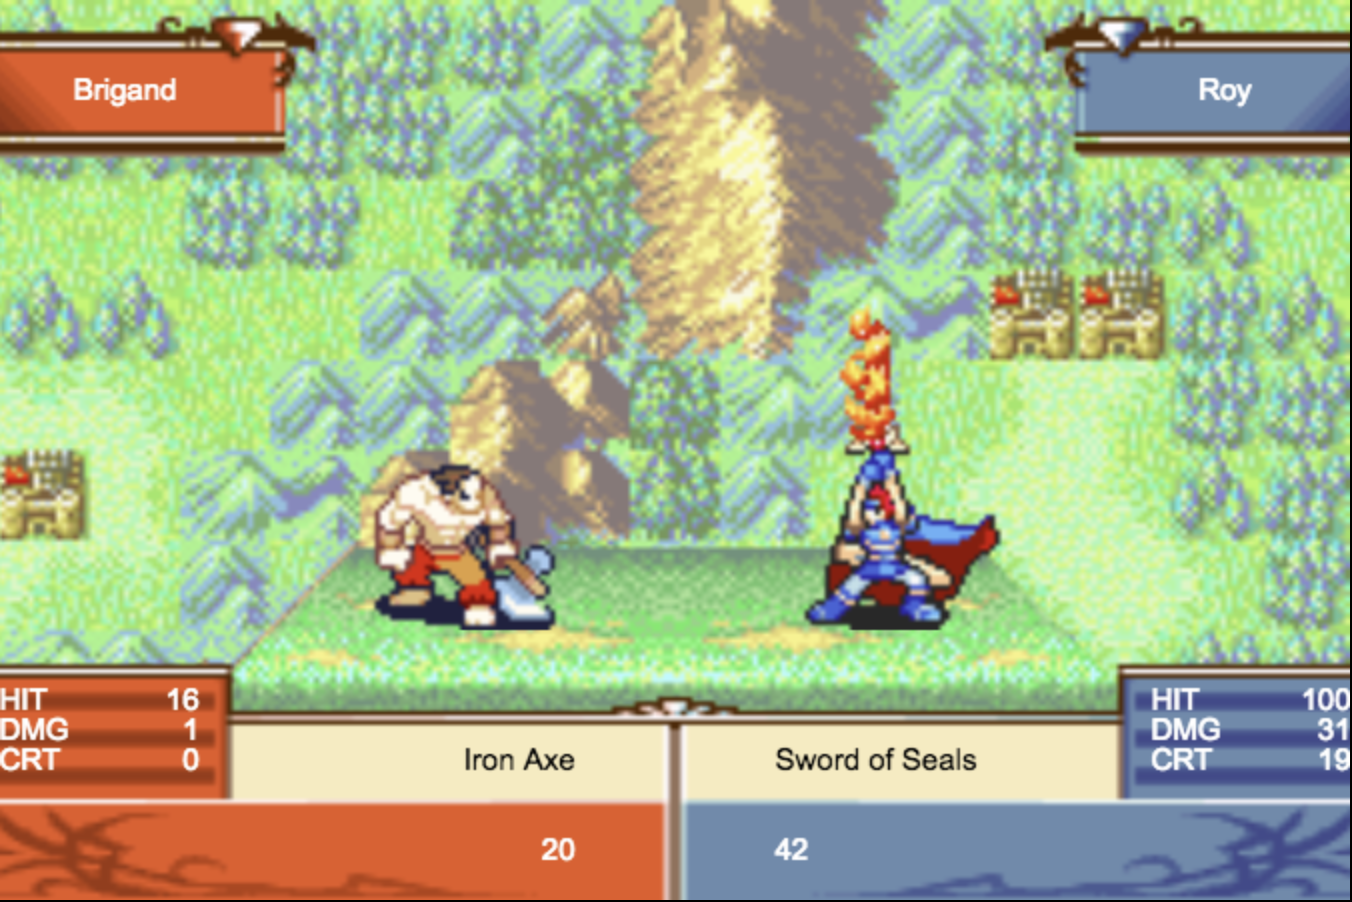 Brigand
Roy
HIT 16
DMG 1
CRT 0
Iron Axe
Sword of Seals
HIT 100
DMG 31
CRT 19
20
42